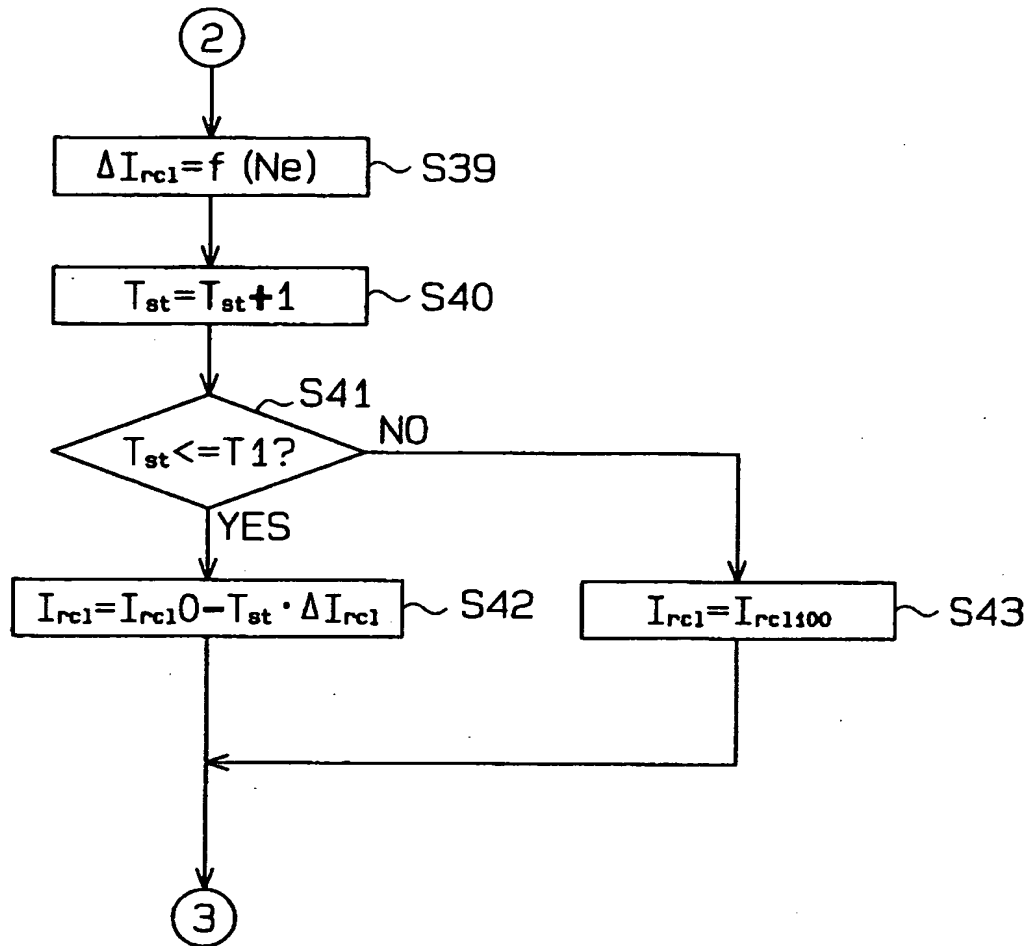 2
ΔIrcl=f (Ne)
S39
Tst=Tst+1
S40
S41
Tst<=T1?
NO
YES
Ircl=Ircl0-Tst·ΔIrcl
S42
Ircl=Ircl100
S43
3